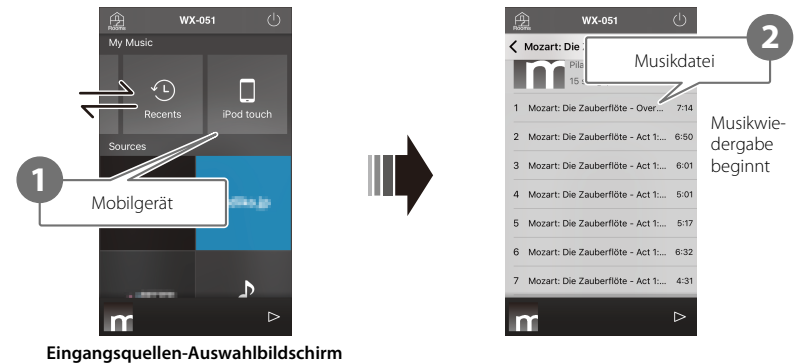 Rooms
WX-051
My Music
Recents
iPod touch
Sources
1
Mobilgerät
m
Eingangsquellen-Auswahlbildschirm
Rooms
WX-051
Mozart: Die
2
Musikdatei
m
15
1 Mozart: Die Zauberflöte - Over... 7:14
2 Mozart: Die Zauberflöte - Act 1:... 6:50
3 Mozart: Die Zauberflöte - Act 1:... 6:01
4 Mozart: Die Zauberflöte - Act 1:... 5:01
5 Mozart: Die Zauberflöte - Act 1:... 5:17
6 Mozart: Die Zauberflöte - Act 1:... 6:32
7 Mozart: Die Zauberflöte - Act 1:... 4:31
m
Musikwie-
dergabe
beginnt